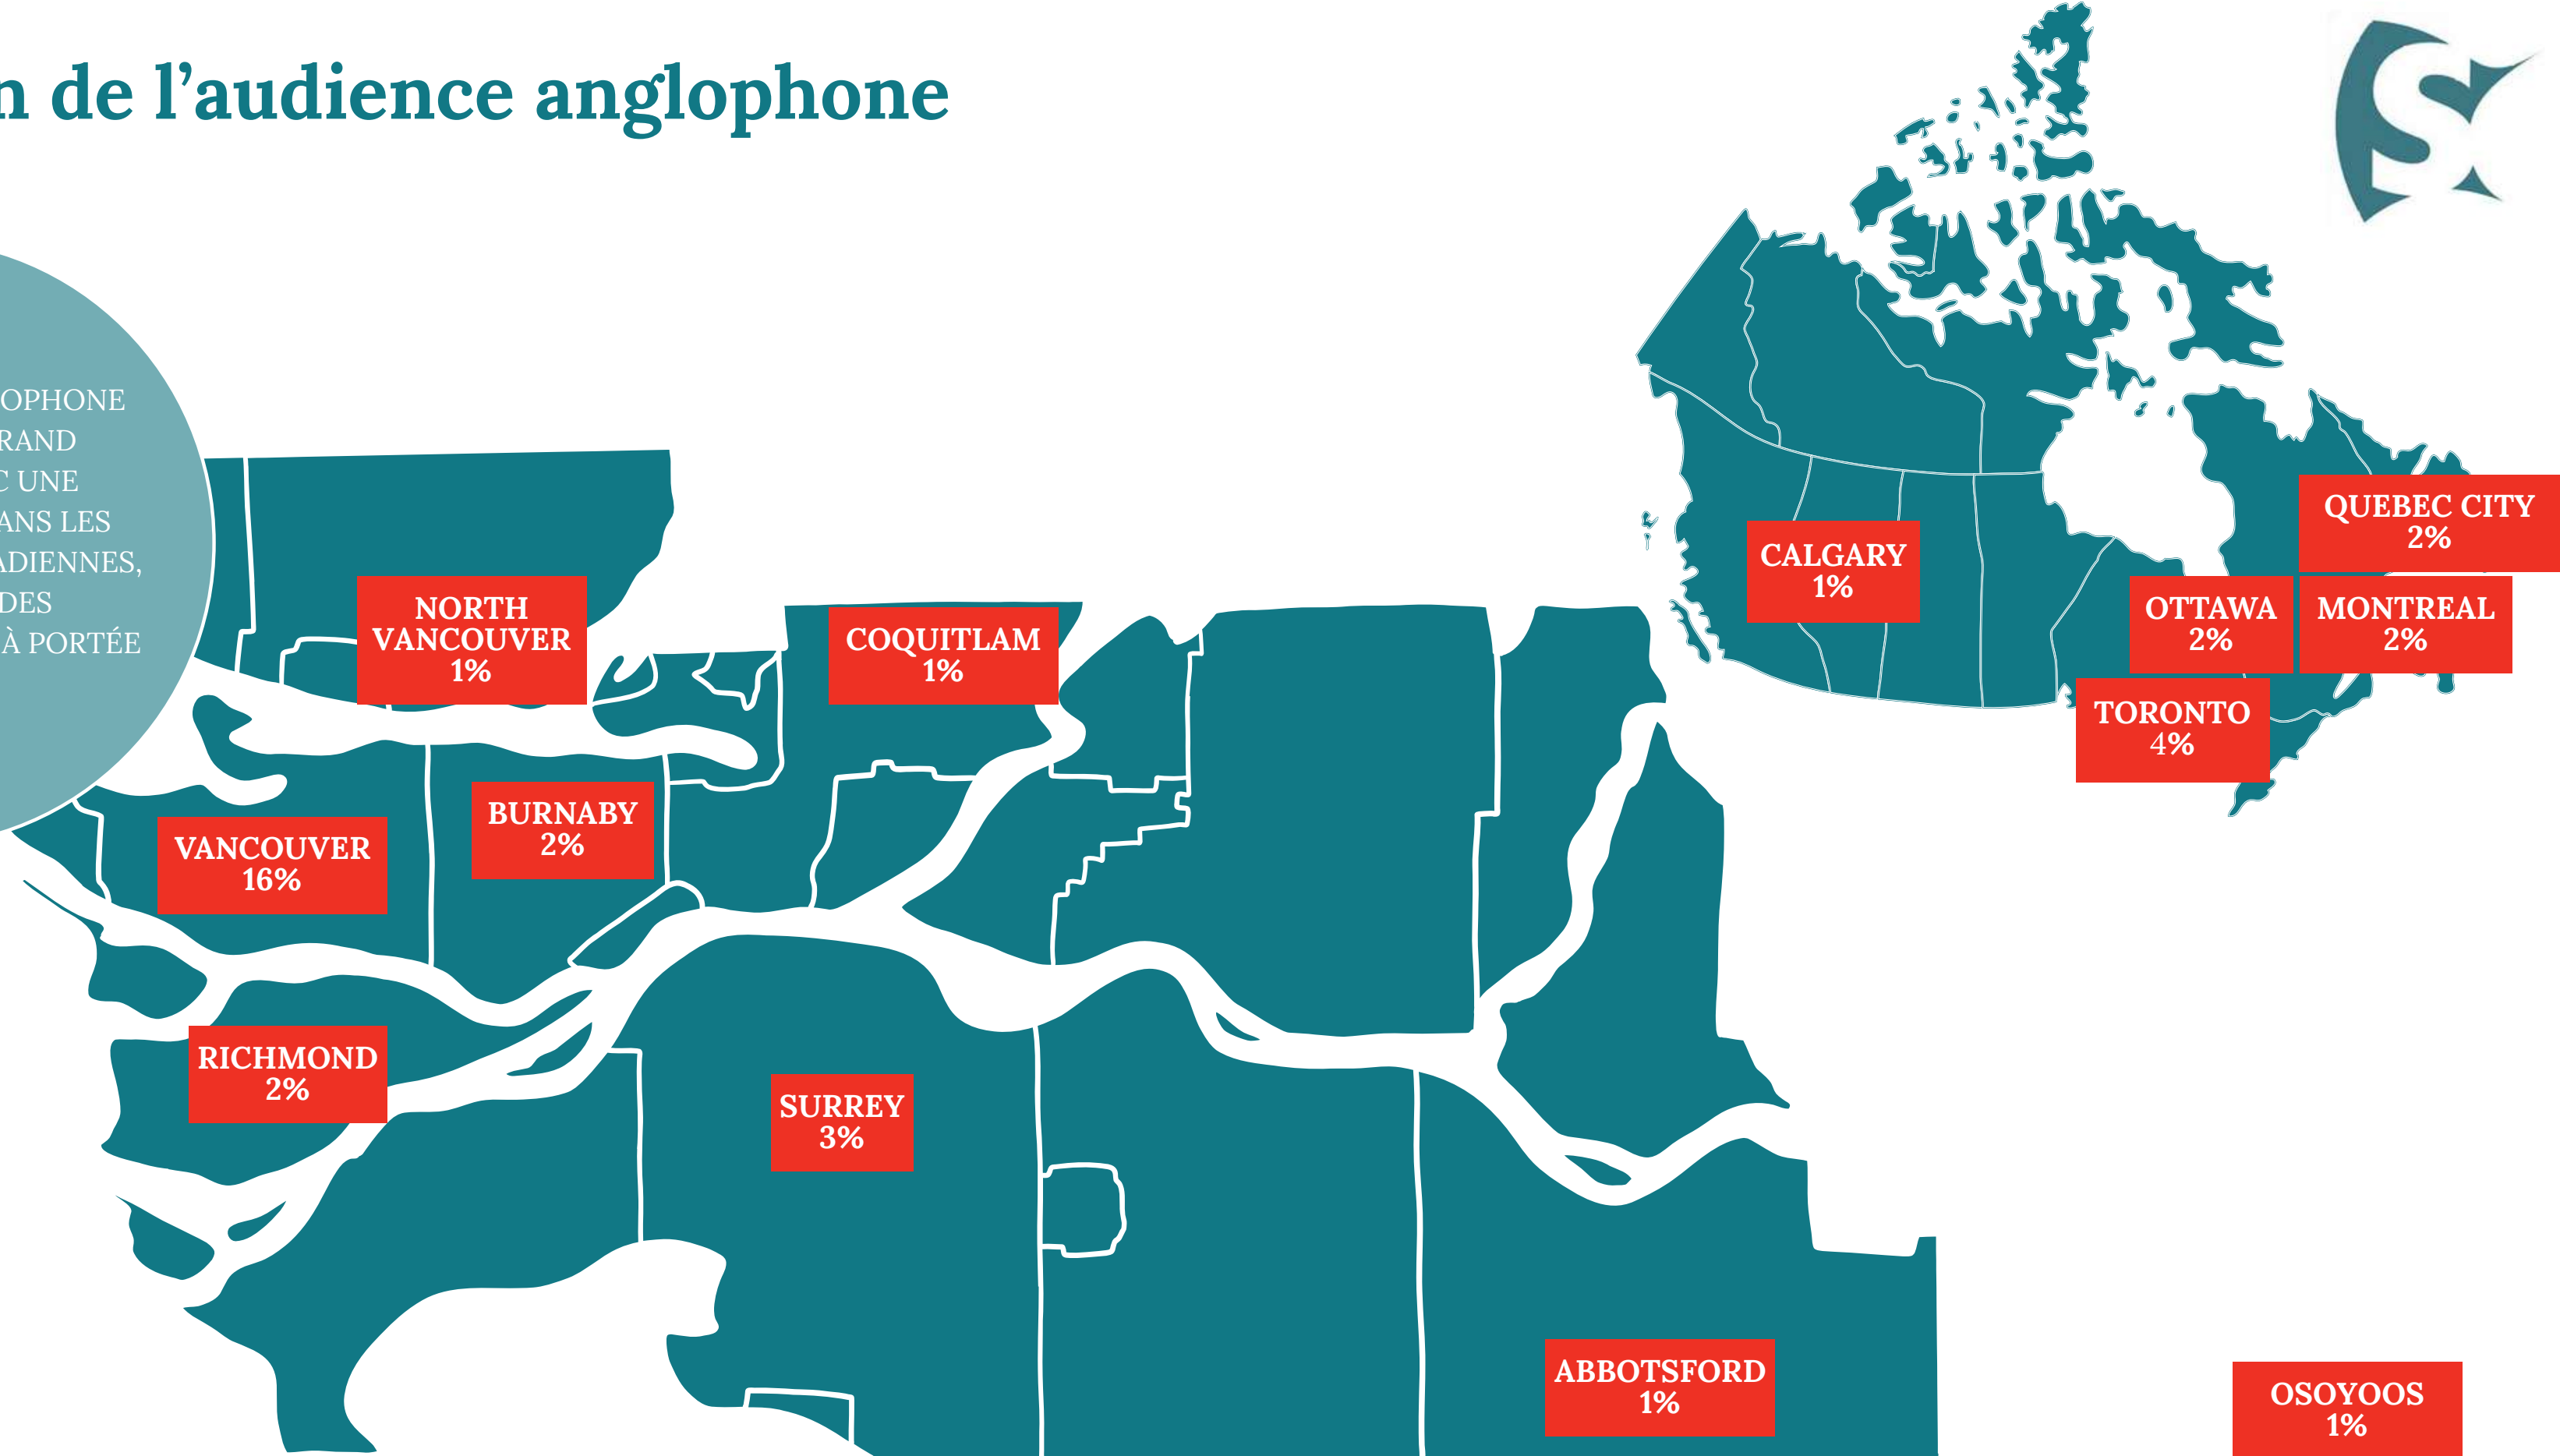 n de l’audience anglophone
OPHONE
RAND
C UNE
ANS LES
ADIENNES,
DES
À PORTÉE
NORTH
VANCOUVER
1%
COQUITLAM
1%
CALGARY
1%
QUEBEC CITY
2%
OTTAWA
2%
MONTREAL
2%
TORONTO
4%
VANCOUVER
16%
BURNABY
2%
RICHMOND
2%
SURREY
3%
ABBOTSFORD
1%
OSOYOOS
1%